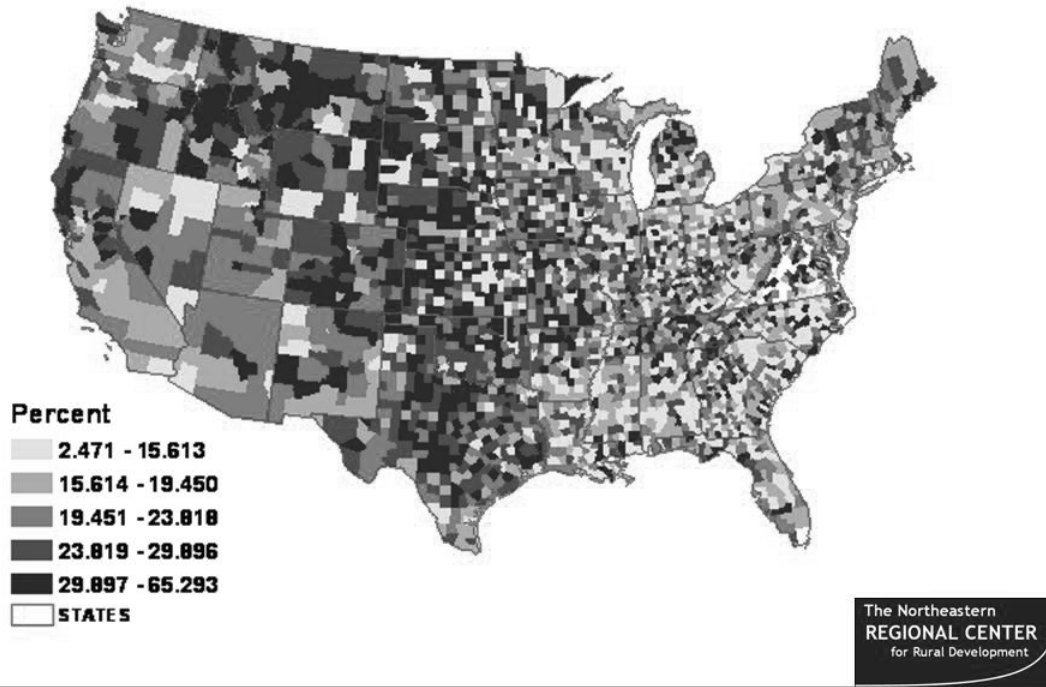 Percent
2.471 - 15.613
15.614 - 19.450
19.451 - 23.818
23.819 - 29.896
29.897 - 65.293
STATES
The Northeastern
REGIONAL CENTER
for Rural Development